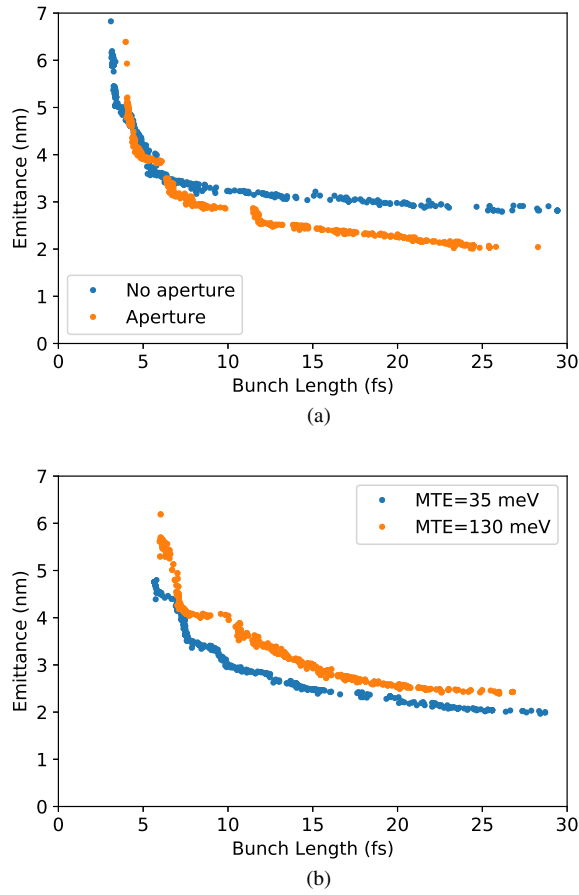 7
6
5
4
3
2
1
0
Emittance (nm)
No aperture
Aperture
0 5 10 15 20 25 30
Bunch Length (fs)
(a)
7
6
5
4
3
2
1
0
Emittance (nm)
MTE=35 meV
MTE=130 meV
0 5 10 15 20 25 30
Bunch Length (fs)
(b)